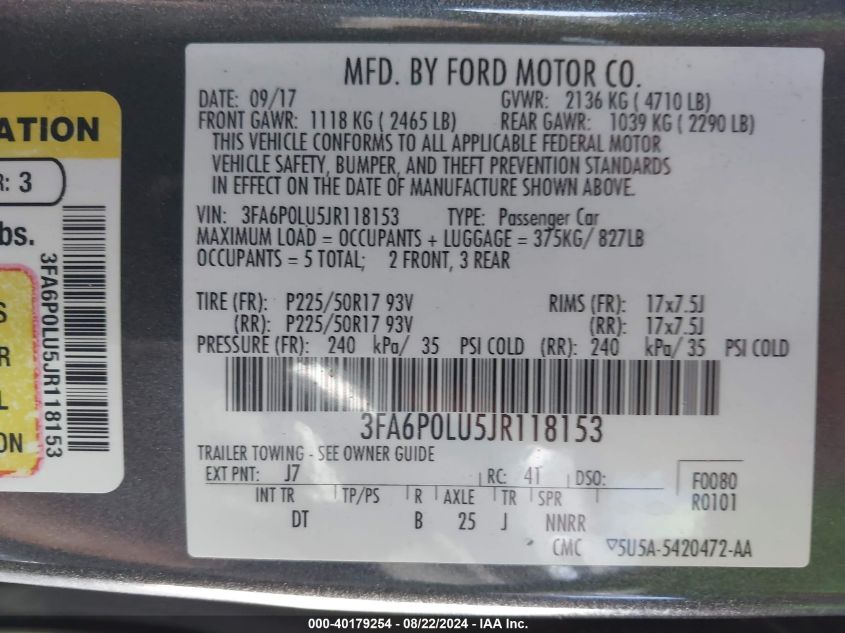 ATION
R: 3
bs.
S
R
L
ON
3FA6P0LU5JR118153
MFD. BY FORD MOTOR CO.
DATE: 09/17 GVWR: 2136 KG ( 4710 LB)
FRONT GAWR: 1118 KG ( 2465 LB) REAR GAWR: 1039 KG ( 2290 LB)
THIS VEHICLE CONFORMS TO ALL APPLICABLE FEDERAL MOTOR
VEHICLE SAFETY, BUMPER, AND THEFT PREVENTION STANDARDS
IN EFFECT ON THE DATE OF MANUFACTURE SHOWN ABOVE.
VIN: 3FA6P0LU5JR118153 TYPE: Passenger Car
MAXIMUM LOAD = OCCUPANTS + LUGGAGE = 375KG/ 827LB
OCCUPANTS = 5 TOTAL; 2 FRONT, 3 REAR
TIRE (FR): P225/50R17 93V RIMS (FR): 17x7.5J
(RR): P225/50R17 93V (RR): 17x7.5J
PRESSURE (FR): 240 kPa/ 35 PSI COLD (RR): 240 kPa/ 35 PSI COLD
3FA6P0LU5JR118153
TRAILER TOWING - SEE OWNER GUIDE
EXT PNT: J7 RC: 41 DSO: F0080
INT TR TP/PS R AXLE TR SPR R0101
DT B 25 J NNRR
CMC ▽5U5A-5420472-AA
000-40179254 - 08/22/2024 - IAA Inc.